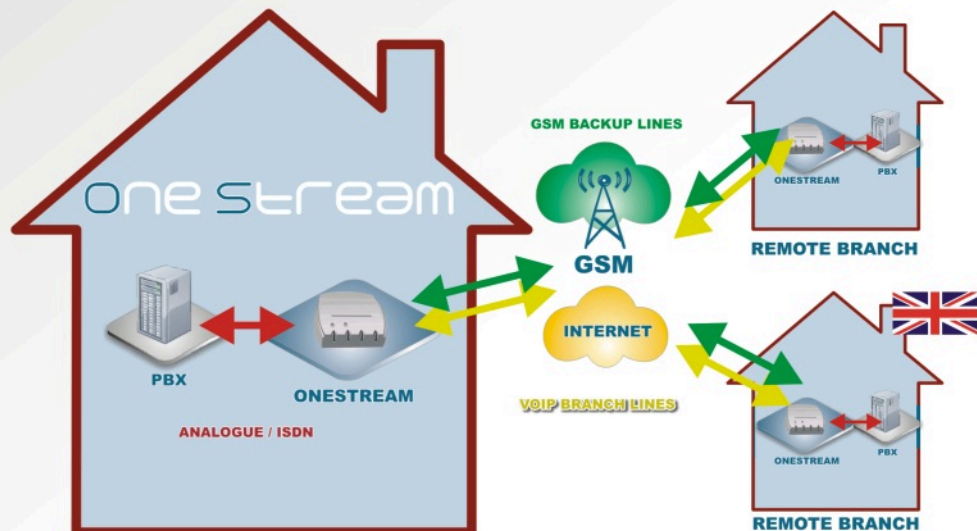 one stream
PBX
ONESTREAM
ANALOGUE / ISDN
GSM BACKUP LINES
GSM
INTERNET
VOIP BRANCH LINES
ONESTREAM
PBX
REMOTE BRANCH
ONESTREAM
PBX
REMOTE BRANCH